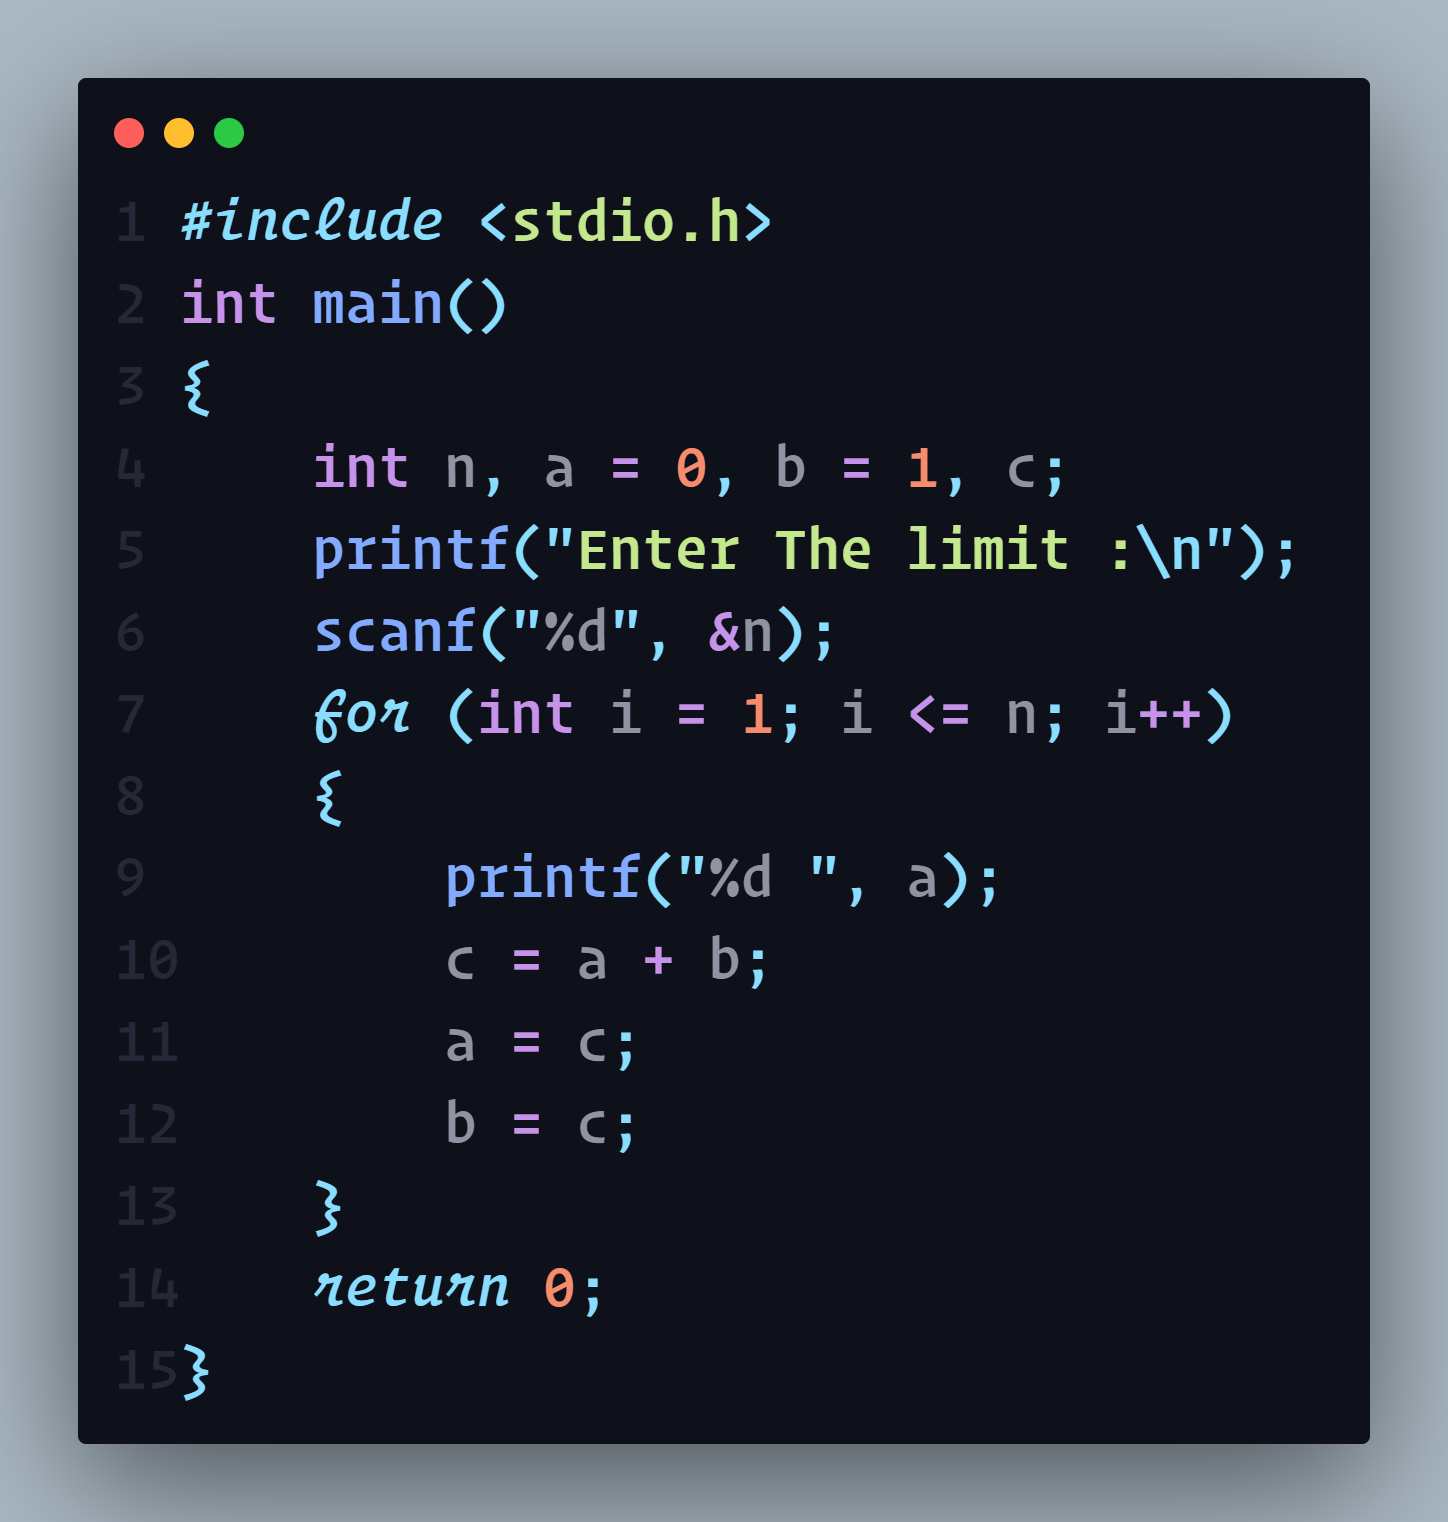 1 #include <stdio.h>
2 int main()
3 {
4     int n, a = 0, b = 1, c;
5     printf("Enter The limit :\n");
6     scanf("%d", &n);
7     for (int i = 1; i <= n; i++)
8     {
9         printf("%d ", a);
10        c = a + b;
11        a = c;
12        b = c;
13    }
14    return 0;
15}